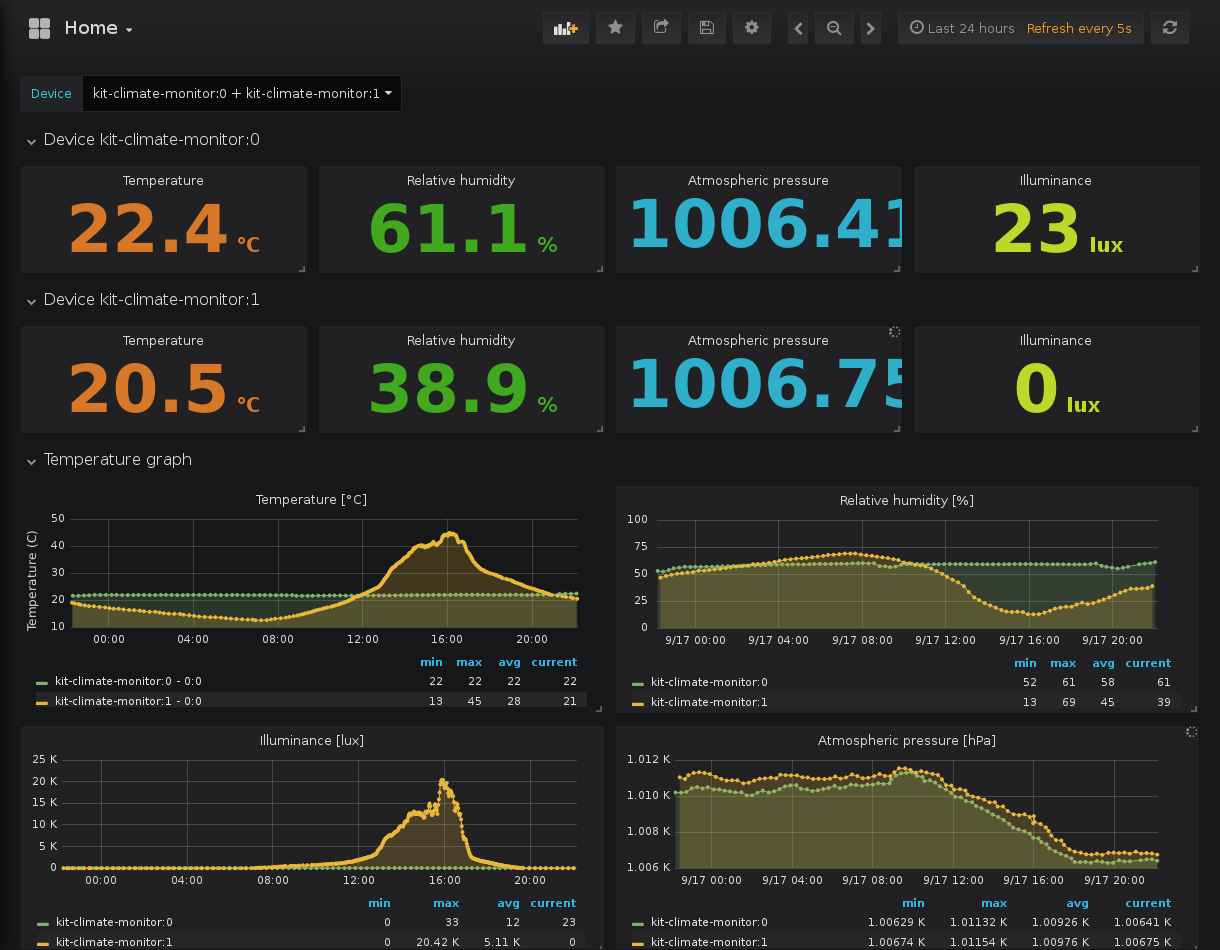 Home
Last 24 hours Refresh every 5s
Device kit-climate-monitor:0 + kit-climate-monitor:1
Device kit-climate-monitor:0
Temperature Relative humidity Atmospheric pressure Illuminance
22.4 °C 61.1 % 1006.41 23 lux
Device kit-climate-monitor:1
Temperature Relative humidity Atmospheric pressure Illuminance
20.5 °C 38.9 % 1006.75 0 lux
Temperature graph
Temperature [°C]
Temperature (C)
50
40
30
20
10
00:00 04:00 08:00 12:00 16:00 20:00
min max avg current
kit-climate-monitor:0 - 0:0 22 22 22 22
kit-climate-monitor:1 - 0:0 13 45 28 21
Relative humidity [%]
100
75
50
25
0
9/17 00:00 9/17 04:00 9/17 08:00 9/17 12:00 9/17 16:00 9/17 20:00
min max avg current
kit-climate-monitor:0 52 61 58 61
kit-climate-monitor:1 13 69 45 39
Illuminance [lux]
25 K
20 K
15 K
10 K
5 K
0
00:00 04:00 08:00 12:00 16:00 20:00
min max avg current
kit-climate-monitor:0 0 33 12 23
kit-climate-monitor:1 0 20.42 K 5.11 K 0
Atmospheric pressure [hPa]
1.012 K
1.010 K
1.008 K
1.006 K
9/17 00:00 9/17 04:00 9/17 08:00 9/17 12:00 9/17 16:00 9/17 20:00
min max avg current
kit-climate-monitor:0 1.00629 K 1.01132 K 1.00926 K 1.00641 K
kit-climate-monitor:1 1.00674 K 1.01154 K 1.00976 K 1.00675 K